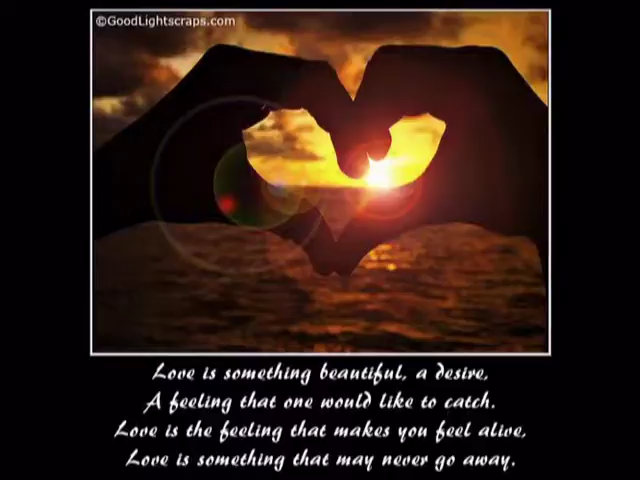 ©GoodLightscraps.com
Love is something beautiful, a desire,
A feeling that one would like to catch.
Love is the feeling that makes you feel alive,
Love is something that may never go away.